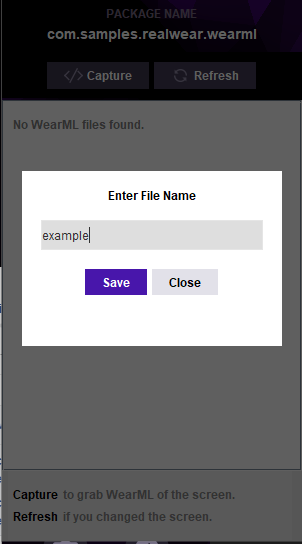 PACKAGE NAME
com.samples.realwear.wearml
</> Capture Refresh
No WearML files found.
Enter File Name
example
Save Close
Capture to grab WearML of the screen.
Refresh if you changed the screen.